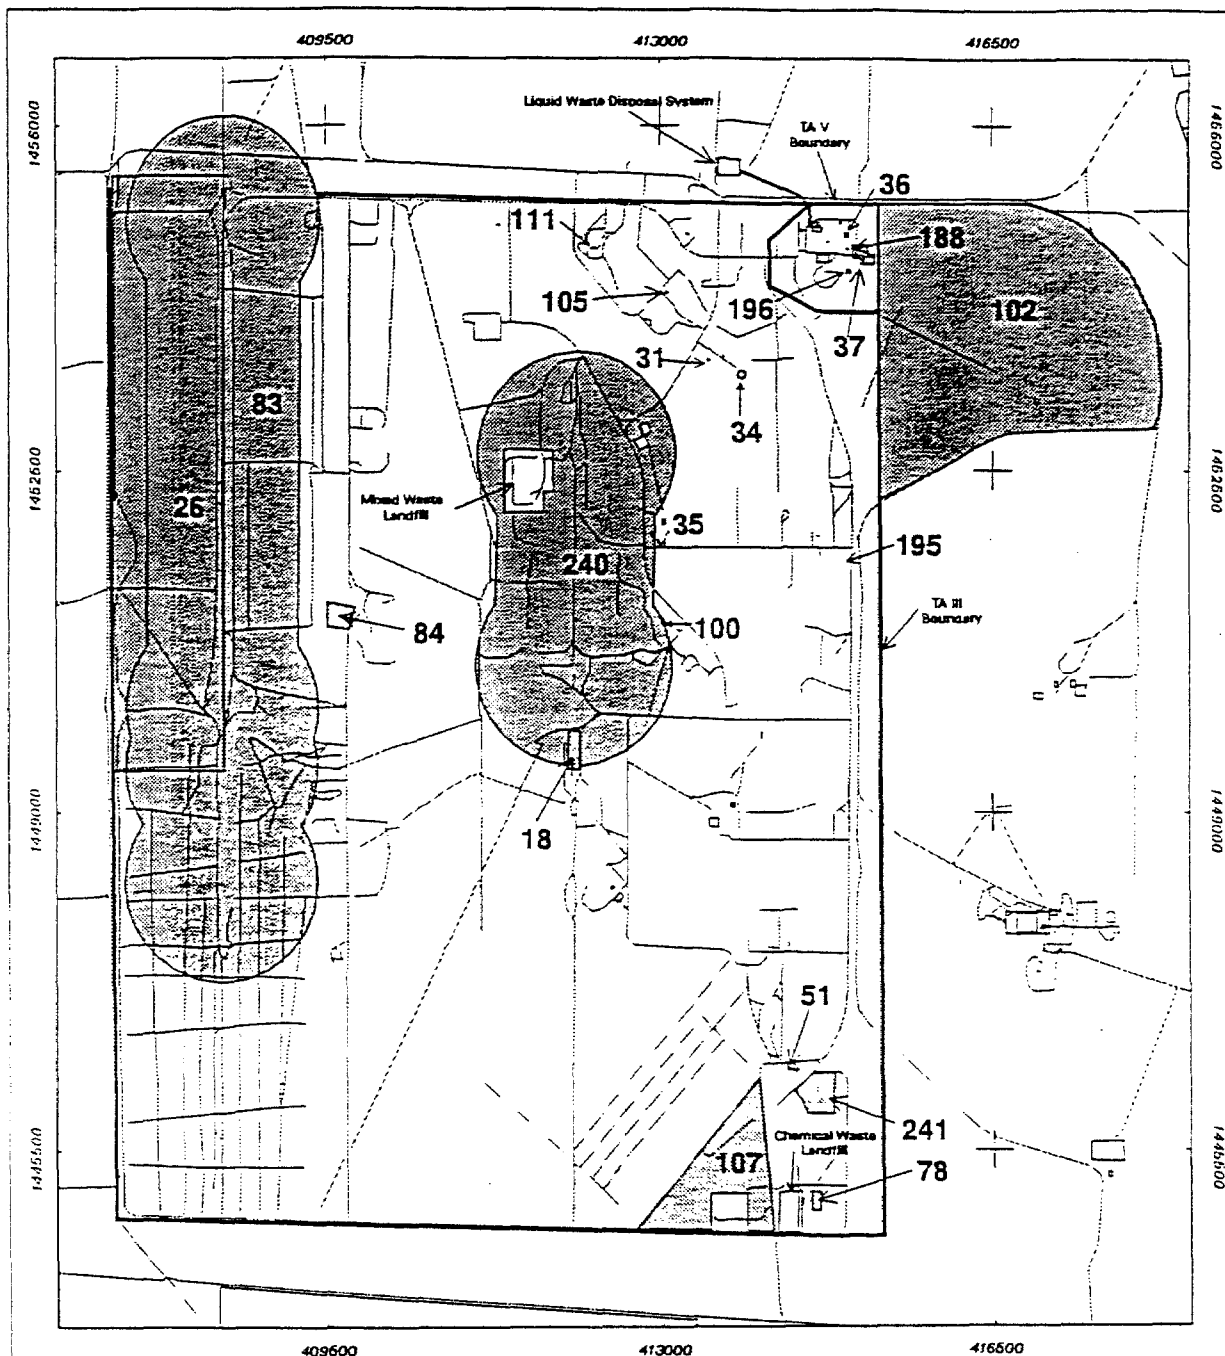 409500 413000 416500
1456000
1456000
Liquid Waste Disposal System
TA V
Boundary
36
111
188
105
196
102
37
31
83
34
1452500
1452500
Mixed Waste
Landfill
26
35
240
195
TA III
Boundary
84
100
1449000
1449000
18
51
241
Chemical Waste
Landfill
107
78
1445500
1445500
409500 413000 416500